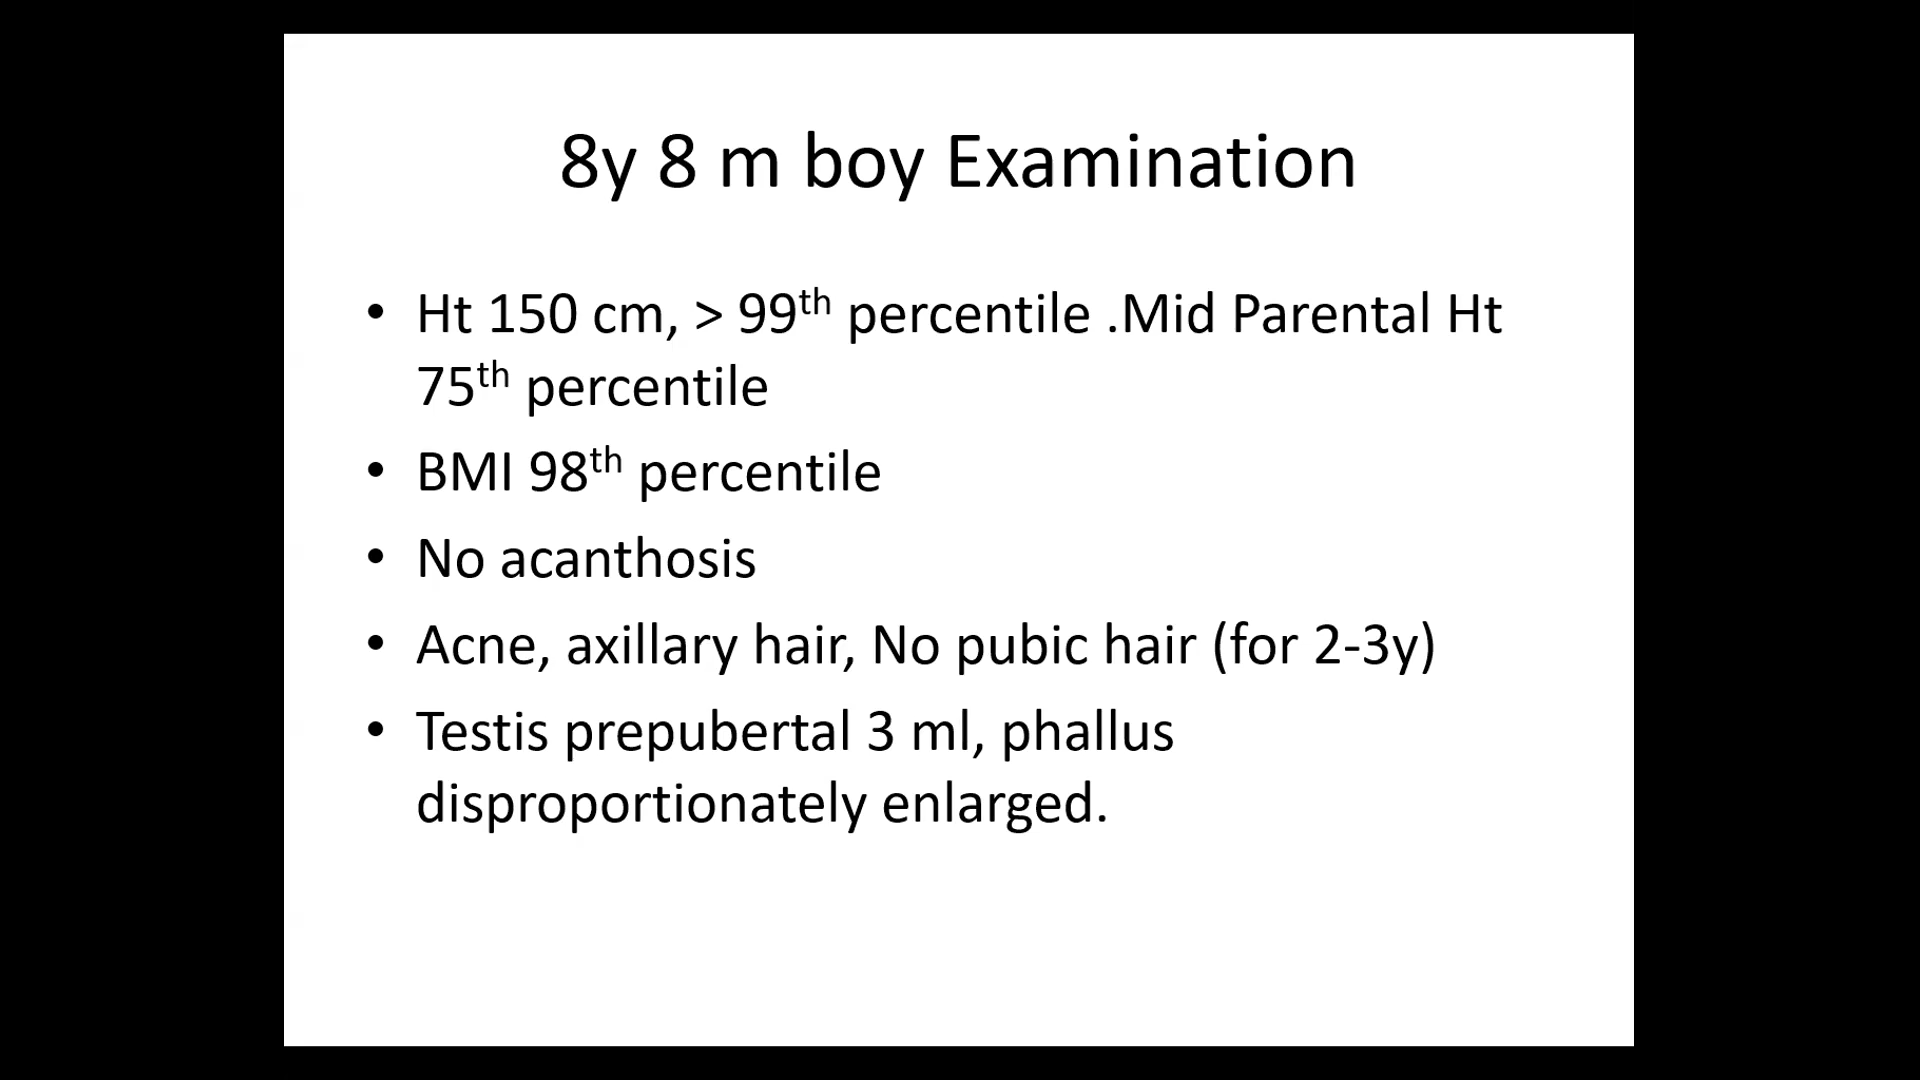 8y 8 m boy Examination
• Ht 150 cm, > 99th percentile .Mid Parental Ht
75th percentile
• BMI 98th percentile
• No acanthosis
• Acne, axillary hair, No pubic hair (for 2-3y)
• Testis prepubertal 3 ml, phallus
disproportionately enlarged.